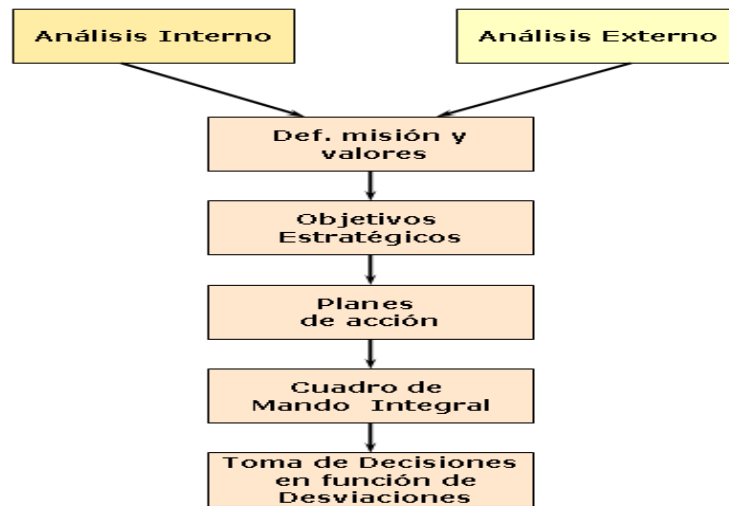 Análisis Interno
Análisis Externo
Def. misión y
valores
Objetivos
Estratégicos
Planes
de acción
Cuadro de
Mando Integral
Toma de Decisiones
en función de
Desviaciones